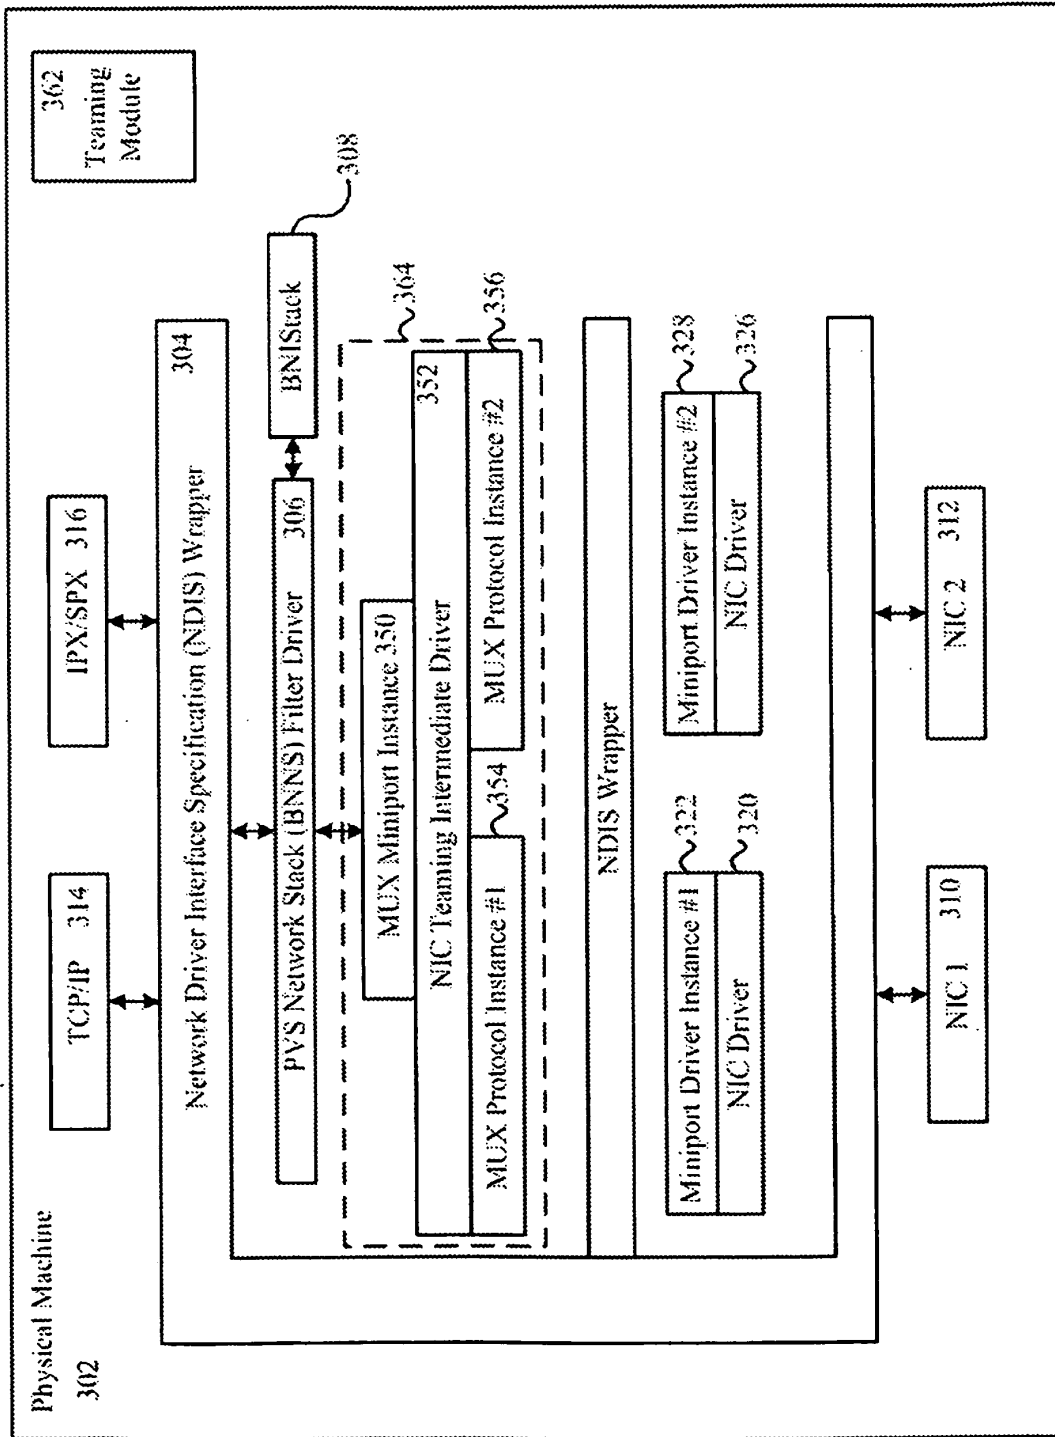 Physical Machine
302
362
Teaming
Module
TCP/IP 314
IPX/SPX 316
Network Driver Interface Specification (NDIS) Wrapper 304
PVS Network Stack (BNNS) Filter Driver 306
BNIStack
308
364
MUX Miniport Instance 350
NIC Teaming Intermediate Driver 352
MUX Protocol Instance #1
354
MUX Protocol Instance #2
356
NDIS Wrapper
Miniport Driver Instance #1
322
NIC Driver
320
Miniport Driver Instance #2
328
NIC Driver
326
NIC 1 310
NIC 2 312